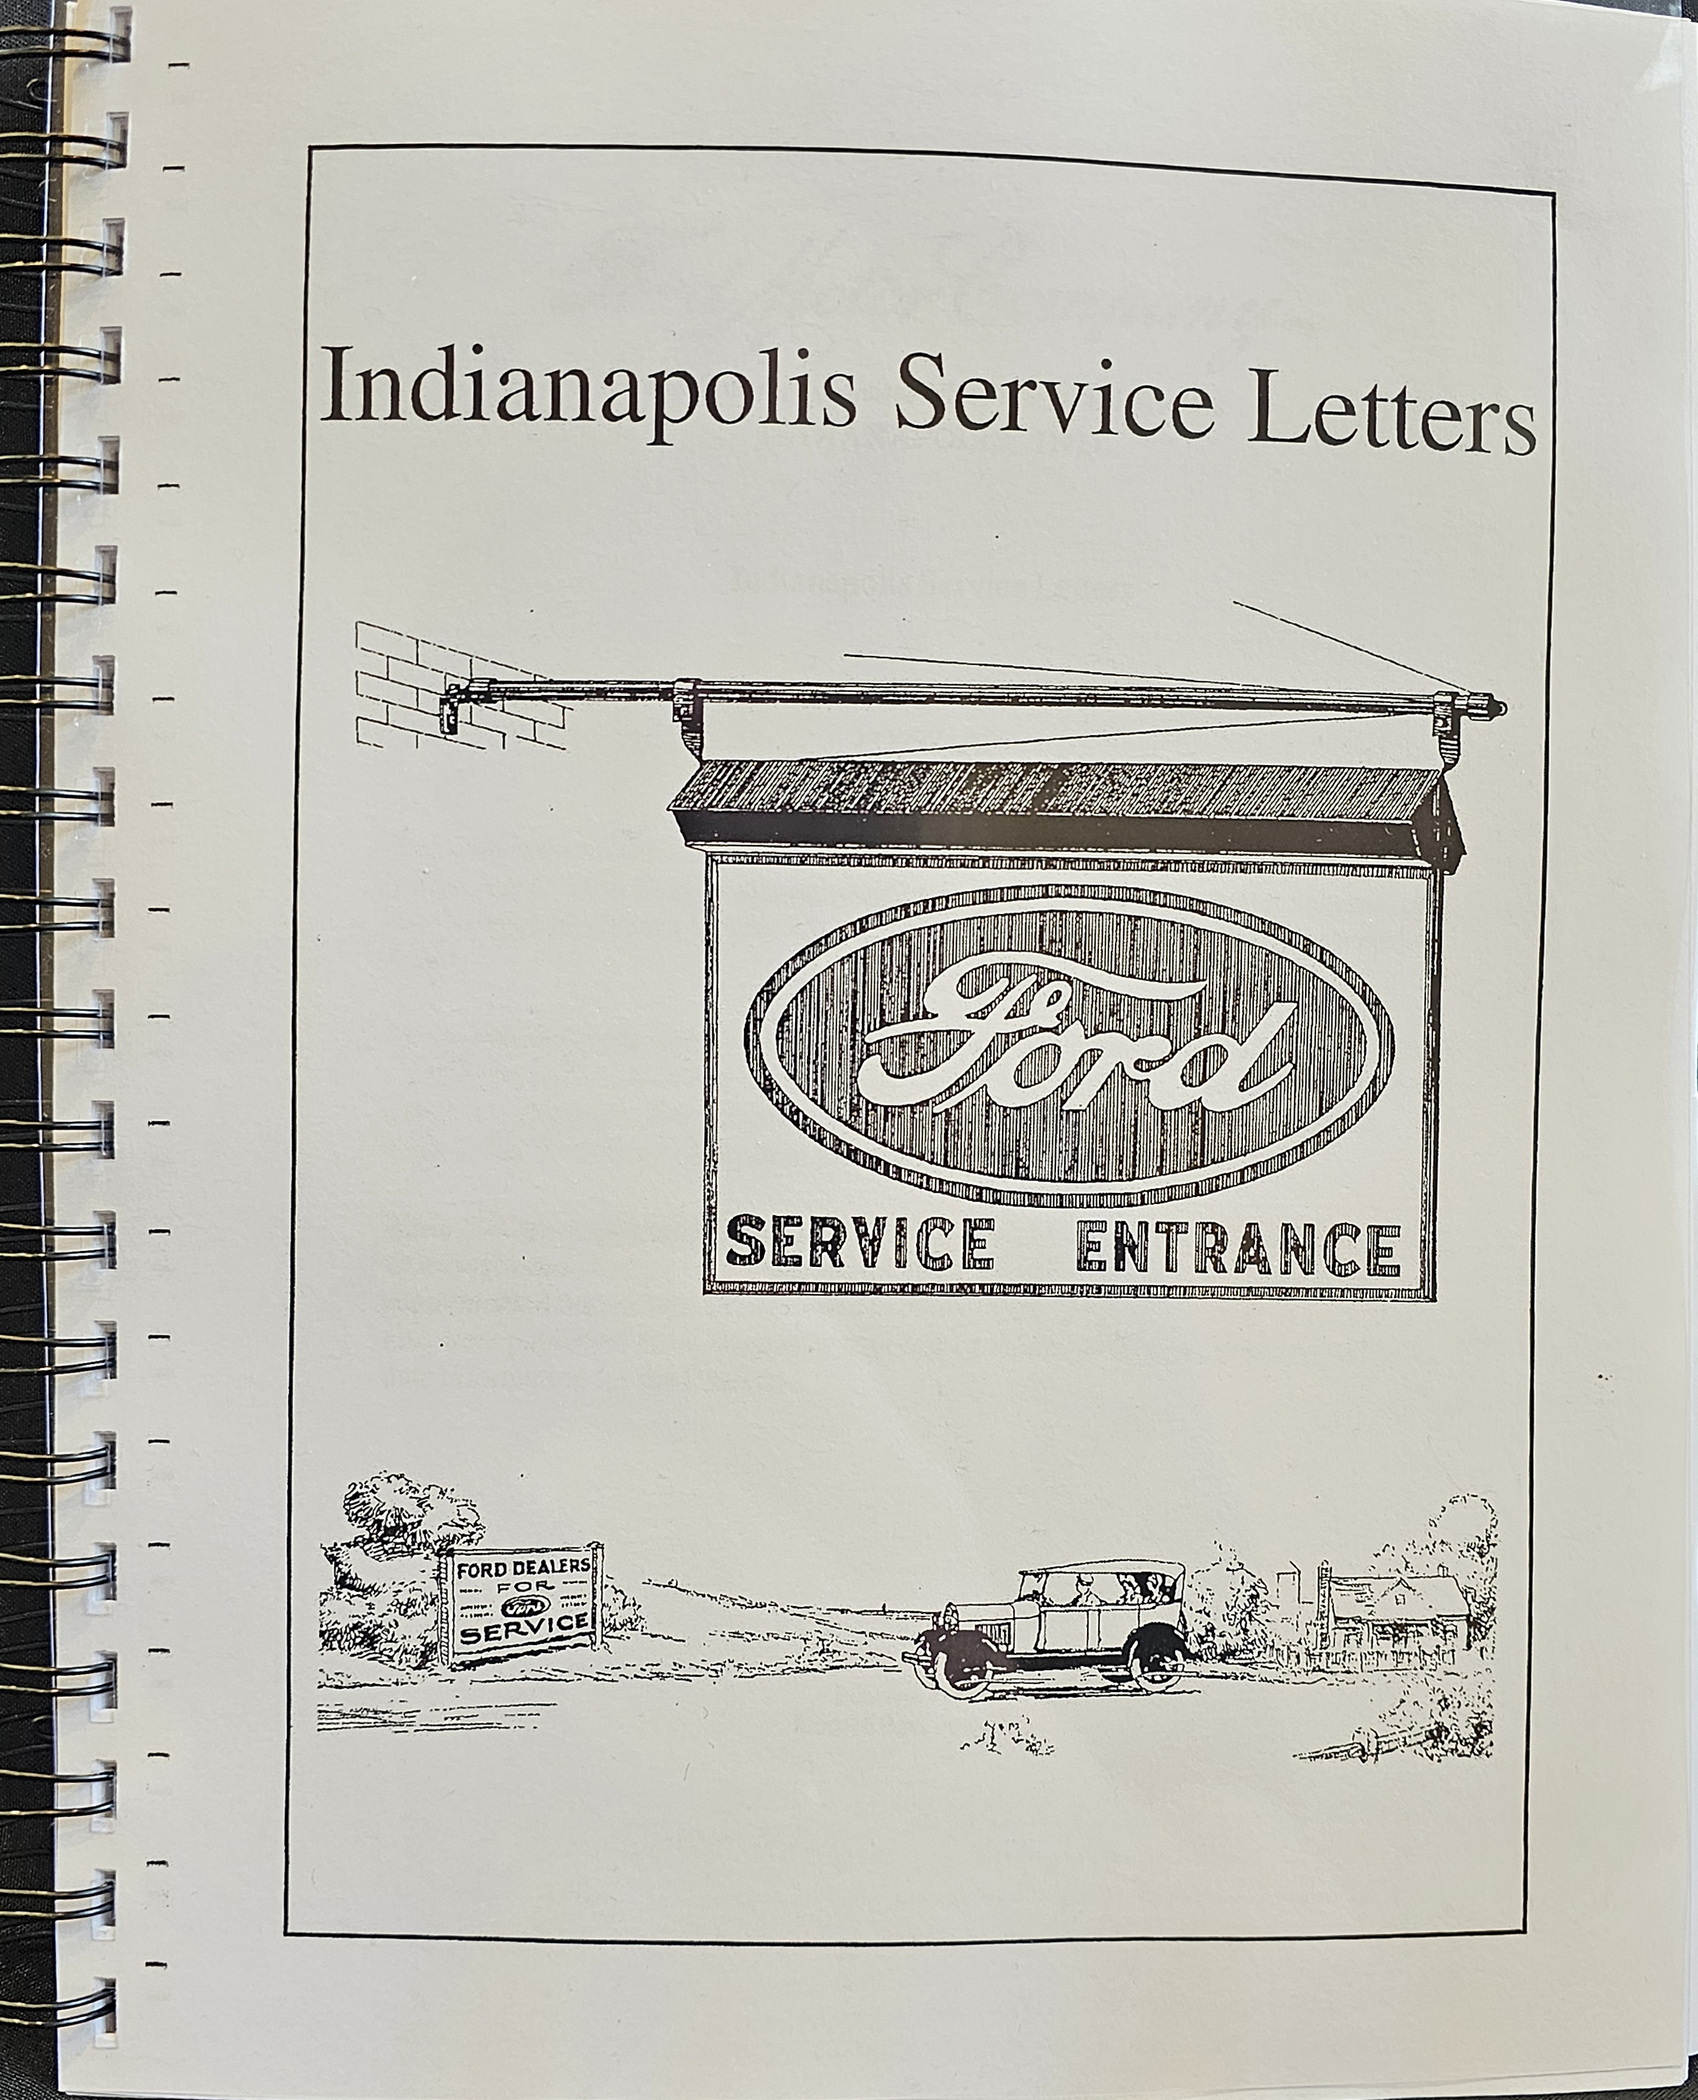 Indianapolis Service Letters
Ford
SERVICE ENTRANCE
FORD DEALERS
FOR
Ford
SERVICE